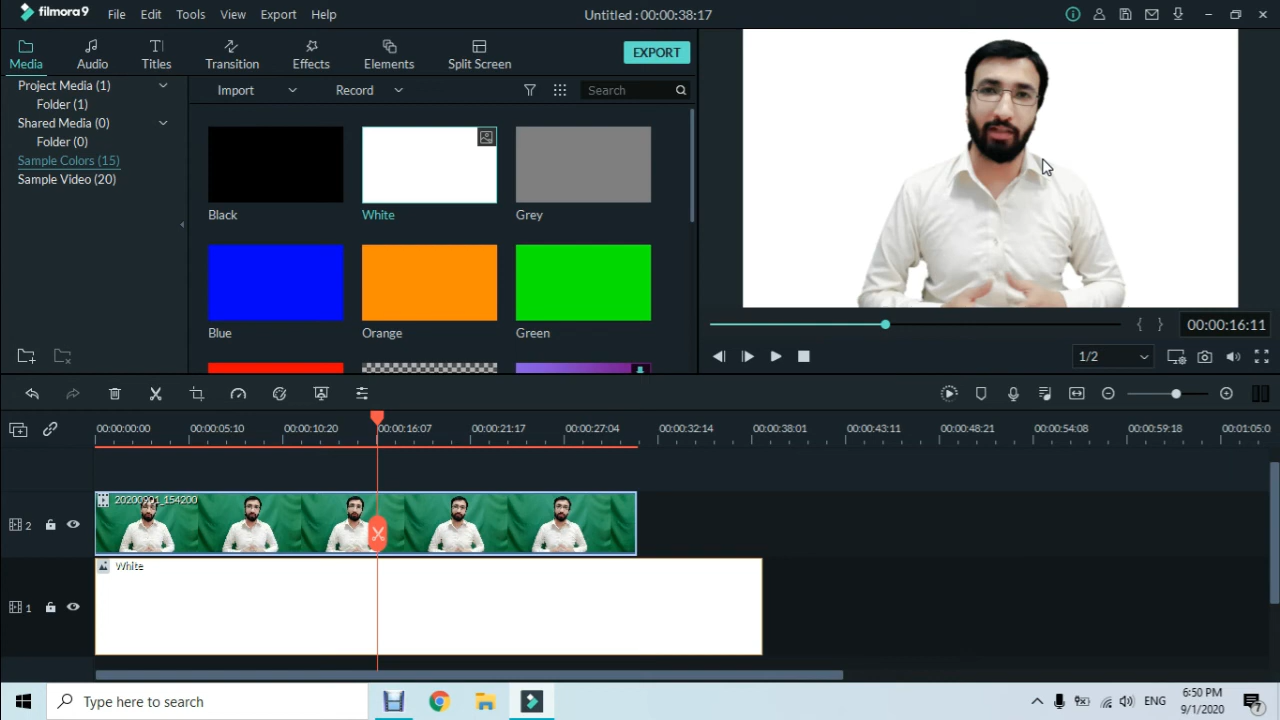 filmora9 File Edit Tools View Export Help Untitled : 00:00:38:17
Media Audio Titles Transition Effects Elements Split Screen EXPORT
Project Media (1)
Folder (1)
Shared Media (0)
Folder (0)
Sample Colors (15)
Sample Video (20)
Import Record Search
Black White Grey
Blue Orange Green
00:00:16:11
1/2
00:00:00:00 00:00:05:10 00:00:10:20 00:00:16:07 00:00:21:17 00:00:27:04 00:00:32:14 00:00:38:01 00:00:43:11 00:00:48:21 00:00:54:08 00:00:59:18 00:01:05:0
2 20200901_154200
1 White
Type here to search
ENG
6:50 PM
9/1/2020
7